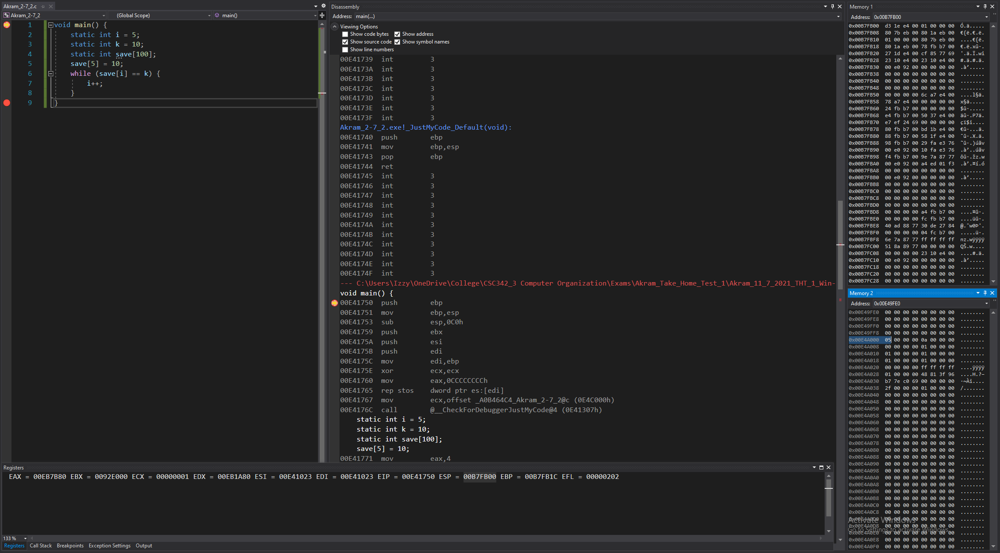 Akram_2-7_2.c
Akram_2-7_2
(Global Scope)
main()
1 void main() {
2 static int i = 5;
3 static int k = 10;
4 static int save[100];
5 save[5] = 10;
6 while (save[i] == k) {
7 i++;
8 }
9 }
Disassembly
Address: main(...)
Viewing Options
Show code bytes Show address
Show source code Show symbol names
Show line numbers
00E41739 int 3
00E4173A int 3
00E4173B int 3
00E4173C int 3
00E4173D int 3
00E4173E int 3
00E4173F int 3
Akram_2-7_2.exe!_JustMyCode_Default(void):
00E41740 push ebp
00E41741 mov ebp,esp
00E41743 pop ebp
00E41744 ret
00E41745 int 3
00E41746 int 3
00E41747 int 3
00E41748 int 3
00E41749 int 3
00E4174A int 3
00E4174B int 3
00E4174C int 3
00E4174D int 3
00E4174E int 3
00E4174F int 3
--- C:\Users\Izzy\OneDrive\College\CSC342_3 Computer Organization\Exams\Akram_Take_Home_Test_1\Akram_11_7_2021_THT_1_Win-
void main() {
00E41750 push ebp
00E41751 mov ebp,esp
00E41753 sub esp,0C0h
00E41759 push ebx
00E4175A push esi
00E4175B push edi
00E4175C mov edi,ebp
00E4175E xor ecx,ecx
00E41760 mov eax,0CCCCCCCCh
00E41765 rep stos dword ptr es:[edi]
00E41767 mov ecx,offset _A0B464C4_Akram_2-7_2@c (0E4C000h)
00E4176C call @__CheckForDebuggerJustMyCode@4 (0E41307h)
static int i = 5;
static int k = 10;
static int save[100];
save[5] = 10;
00E41771 mov eax,4
Memory 1
Address: 0x00B7FB00
0x00B7FB00 d3 1e e4 00 01 00 00 00 Ó.ä.....
0x00B7FB08 80 7b eb 00 80 1a eb 00 €{ë.€.ë.
0x00B7FB10 01 00 00 00 80 7b eb 00 ....€{ë.
0x00B7FB18 80 1a eb 00 78 fb b7 00 €.ë.xû·.
0x00B7FB20 27 1d e4 00 cf 85 77 69 '.ä.Ï.wi
0x00B7FB28 23 10 e4 00 23 10 e4 00 #.ä.#.ä.
0x00B7FB30 00 e0 92 00 00 00 00 00 .à’.....
0x00B7FB38 00 00 00 00 00 00 00 00 ........
0x00B7FB40 00 00 00 00 00 00 00 00 ........
0x00B7FB48 00 00 00 00 00 00 00 00 ........
0x00B7FB50 00 00 00 00 6c a7 e4 00 ....l§ä.
0x00B7FB58 78 a7 e4 00 00 00 00 00 x§ä.....
0x00B7FB60 24 fb b7 00 00 00 00 00 $û·.....
0x00B7FB68 e4 fb b7 00 50 37 e4 00 äû·.P7ä.
0x00B7FB70 e7 ef 24 69 00 00 00 00 çï$i....
0x00B7FB78 80 fb b7 00 bd 1b e4 00 €û·...ä.
0x00B7FB80 88 fb b7 00 58 1f e4 00 ˆû·.X.ä.
0x00B7FB88 98 fb b7 00 29 fa e3 76 ˜û·.)úãv
0x00B7FB90 00 e0 92 00 10 fa e3 76 .à’..úãv
0x00B7FB98 f4 fb b7 00 9e 7a 87 77 ôû·.žz.w
0x00B7FBA0 00 e0 92 00 a4 ed 01 f3 .à’.¤í.ó
0x00B7FBA8 00 00 00 00 00 00 00 00 ........
0x00B7FBB0 00 e0 92 00 00 00 00 00 .à’.....
0x00B7FBB8 00 00 00 00 00 00 00 00 ........
0x00B7FBC0 00 00 00 00 00 00 00 00 ........
0x00B7FBC8 00 00 00 00 00 00 00 00 ........
0x00B7FBD0 00 00 00 00 00 00 00 00 ........
0x00B7FBD8 00 00 00 00 a4 fb b7 00 ....¤û·.
0x00B7FBE0 00 00 00 00 fc fb b7 00 ....üû·.
0x00B7FBE8 40 ad 88 77 30 de 27 84 @.ˆw0Þ'.
0x00B7FBF0 00 00 00 00 04 fc b7 00 .....ü·.
0x00B7FBF8 6e 7a 87 77 ff ff ff ff nz.wÿÿÿÿ
0x00B7FC00 51 8a 89 77 00 00 00 00 QŠ.w....
0x00B7FC08 00 00 00 00 23 10 e4 00 ....#.ä.
0x00B7FC10 00 e0 92 00 00 00 00 00 .à’.....
0x00B7FC18 00 00 00 00 00 00 00 00 ........
0x00B7FC20 00 00 00 00 00 00 00 00 ........
0x00B7FC28 00 00 00 00 00 00 00 00 ........
Memory 2
Address: 0x00E49FE0
0x00E49FE0 00 00 00 00 00 00 00 00 ........
0x00E49FE8 00 00 00 00 00 00 00 00 ........
0x00E49FF0 00 00 00 00 00 00 00 00 ........
0x00E49FF8 00 00 00 00 00 00 00 00 ........
0x00E4A000 05 00 00 00 0a 00 00 00 ........
0x00E4A008 00 00 00 00 01 00 00 00 ........
0x00E4A010 01 00 00 00 01 00 00 00 ........
0x00E4A018 01 00 00 00 01 00 00 00 ........
0x00E4A020 00 00 00 00 ff ff ff ff ....ÿÿÿÿ
0x00E4A028 01 00 00 00 48 81 3f 96 ....H.?–
0x00E4A030 b7 7e c0 69 00 00 00 00 ·~Ài....
0x00E4A038 2f 00 00 00 01 00 00 00 /.......
0x00E4A040 00 00 00 00 00 00 00 00 ........
0x00E4A048 00 00 00 00 00 00 00 00 ........
0x00E4A050 00 00 00 00 00 00 00 00 ........
0x00E4A058 00 00 00 00 00 00 00 00 ........
0x00E4A060 00 00 00 00 00 00 00 00 ........
0x00E4A068 00 00 00 00 00 00 00 00 ........
0x00E4A070 00 00 00 00 00 00 00 00 ........
0x00E4A078 00 00 00 00 00 00 00 00 ........
0x00E4A080 00 00 00 00 00 00 00 00 ........
0x00E4A088 00 00 00 00 00 00 00 00 ........
0x00E4A090 00 00 00 00 00 00 00 00 ........
0x00E4A098 00 00 00 00 00 00 00 00 ........
0x00E4A0A0 00 00 00 00 00 00 00 00 ........
0x00E4A0A8 00 00 00 00 00 00 00 00 ........
0x00E4A0B0 00 00 00 00 00 00 00 00 ........
0x00E4A0B8 00 00 00 00 00 00 00 00 ........
0x00E4A0C0 00 00 00 00 00 00 00 00 ........
0x00E4A0C8 00 00 00 00 00 00 00 00 ........
0x00E4A0D0 00 00 00 00 00 00 00 00 ........
0x00E4A0D8 00 00 00 00 00 00 00 00 ........
0x00E4A0E0 00 00 00 00 00 00 00 00 ........
0x00E4A0E8 00 00 00 00 00 00 00 00 ........
0x00E4A0F0 00 00 00 00 00 00 00 00 ........
Activate Windows
Go to Settings to activate Windows.
Registers
EAX = 00EB7B80 EBX = 0092E000 ECX = 00000001 EDX = 00EB1A80 ESI = 00E41023 EDI = 00E41023 EIP = 00E41750 ESP = 00B7FB00 EBP = 00B7FB1C EFL = 00000202
133 %
Registers Call Stack Breakpoints Exception Settings Output